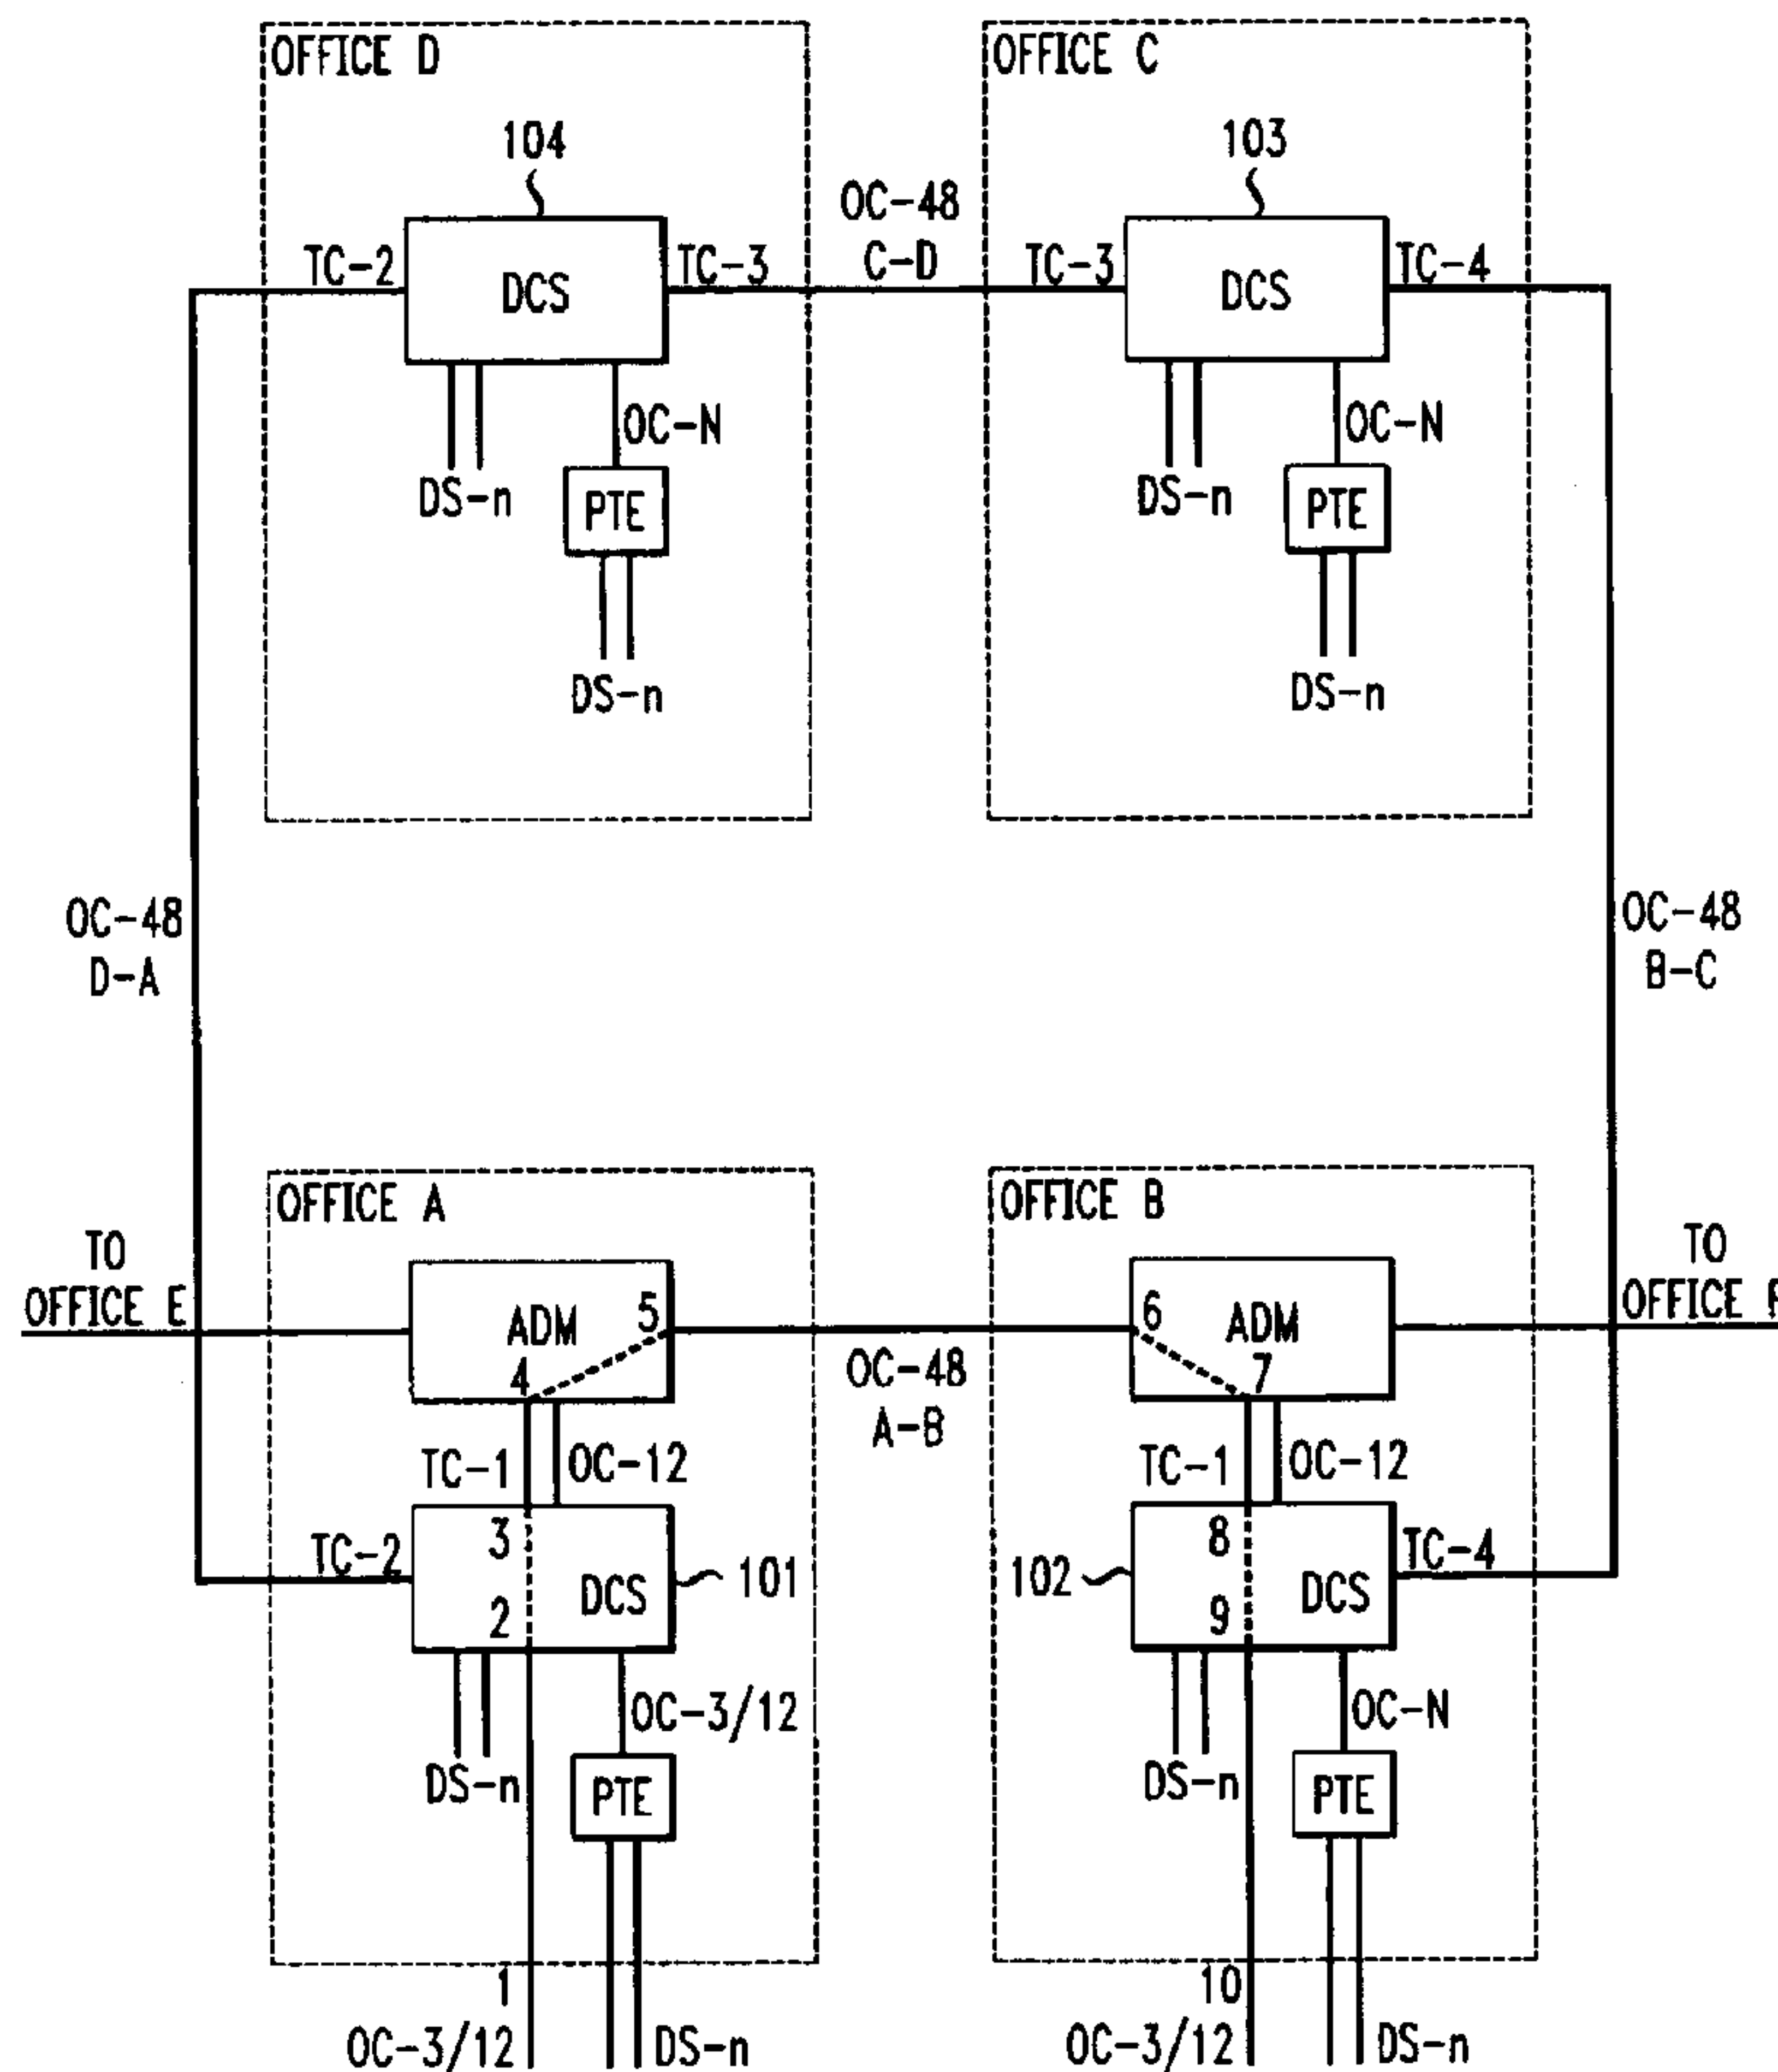 OFFICE D
OFFICE C
104
103
OC-48
C-D
TC-2
TC-3
TC-3
TC-4
DCS
DCS
OC-N
OC-N
DS-n
PTE
DS-n
PTE
DS-n
DS-n
OC-48
D-A
OC-48
B-C
OFFICE A
OFFICE B
TO
OFFICE E
TO
OFFICE F
ADM
5
4
6
ADM
7
OC-48
A-B
TC-1
OC-12
TC-1
OC-12
TC-2
3
2
DCS
101
102
8
9
DCS
TC-4
OC-3/12
OC-N
DS-n
PTE
DS-n
PTE
1
OC-3/12
DS-n
10
OC-3/12
DS-n